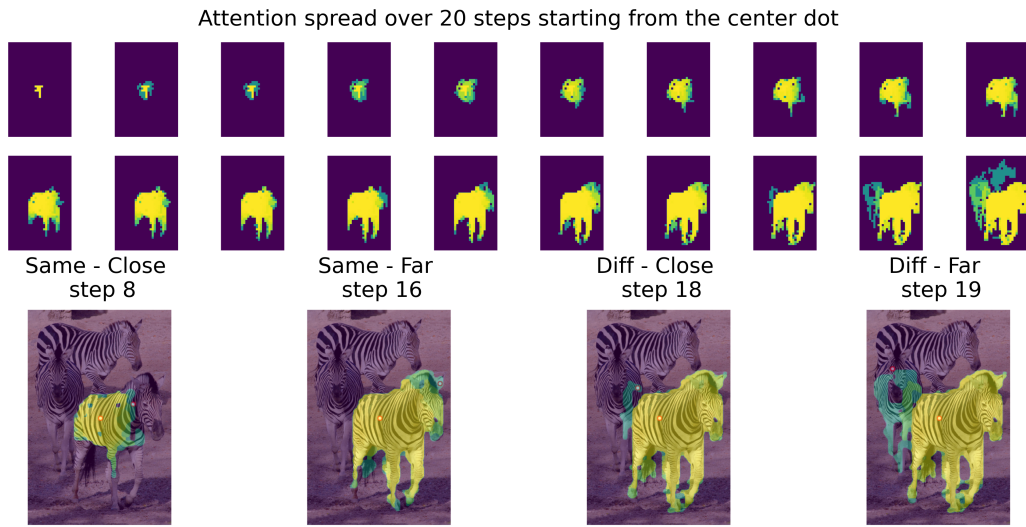 Attention spread over 20 steps starting from the center dot
Same - Close
step 8
Same - Far
step 16
Diff - Close
step 18
Diff - Far
step 19